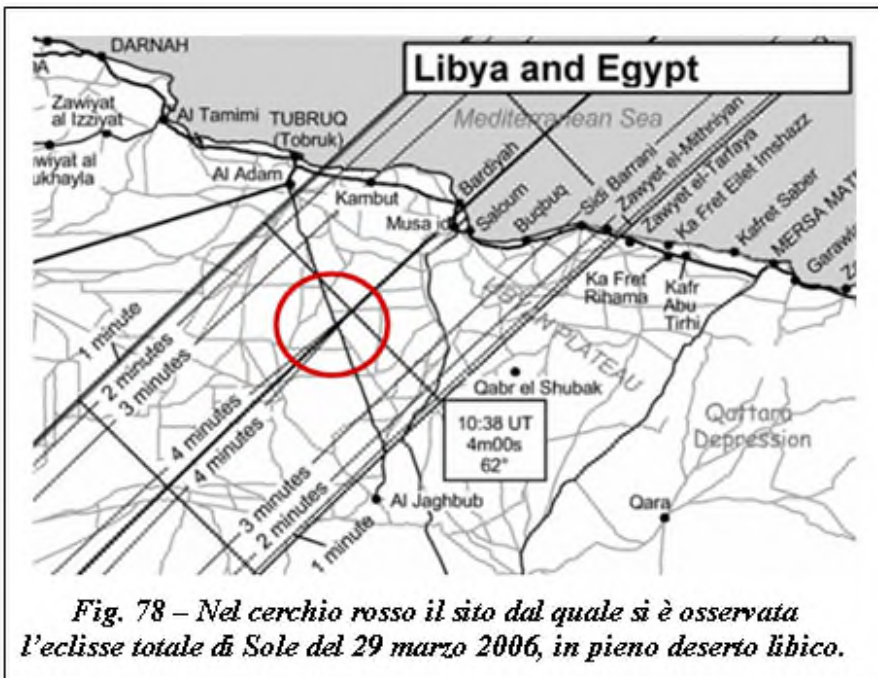 DARNAH
Libya and Egypt
Zawiyat
al Izziyat
Al Tamimi
TUBRUQ
(Tobruk)
Mediterranean Sea
wiyat al
ukhayla
Al Adam
Kambut
Bardiyah
Musa id
Saloum
Buqbuq
Sidi Barrani
Zawyet el-Mithniyan
Zawyet el-Tarfaya
Ka Fret Eilet Imshazz
Kafret Saber
MERSA MAT
Garawla
Ka Fret
Rihama
Kafr
Abu
Tirhi
PLATEAU
1 minute
2 minutes
3 minutes
4 minutes
4 minutes
3 minutes
2 minutes
1 minute
Qabr el Shubak
10:38 UT
4m00s
62°
Qattara
Depression
Al Jaghbub
Qara
Fig. 78 – Nel cerchio rosso il sito dal quale si è osservata
l'eclisse totale di Sole del 29 marzo 2006, in pieno deserto libico.